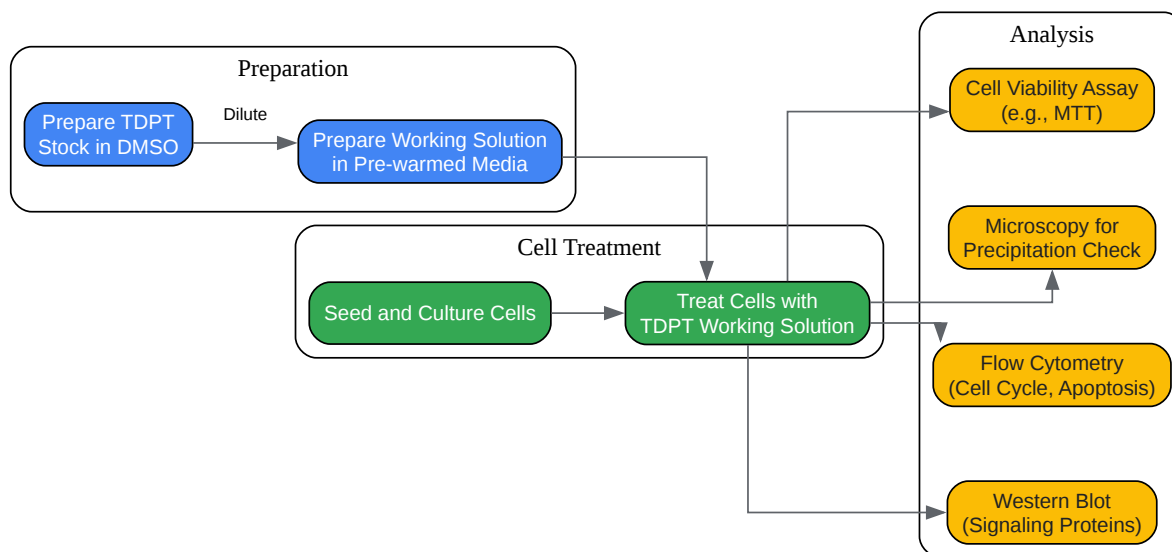 Preparation
Prepare TDPT
Stock in DMSO
Dilute
Prepare Working Solution
in Pre-warmed Media
Cell Treatment
Seed and Culture Cells
Treat Cells with
TDPT Working Solution
Analysis
Cell Viability Assay
(e.g., MTT)
Microscopy for
Precipitation Check
Flow Cytometry
(Cell Cycle, Apoptosis)
Western Blot
(Signaling Proteins)